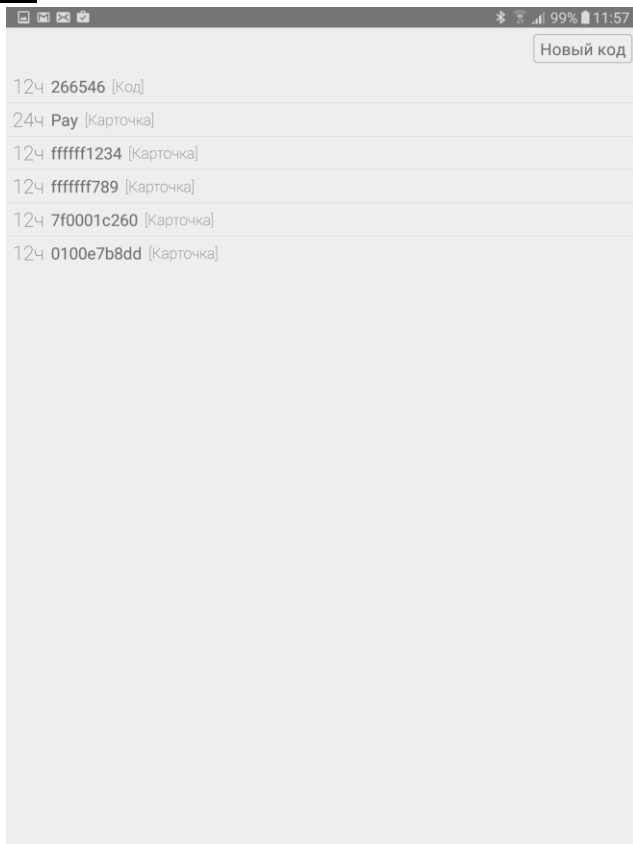 99% 11:57
Новый код
12ч 266546 [Код]
24ч Pay [Карточка]
12ч ffffff1234 [Карточка]
12ч fffffff789 [Карточка]
12ч 7f0001c260 [Карточка]
12ч 0100e7b8dd [Карточка]